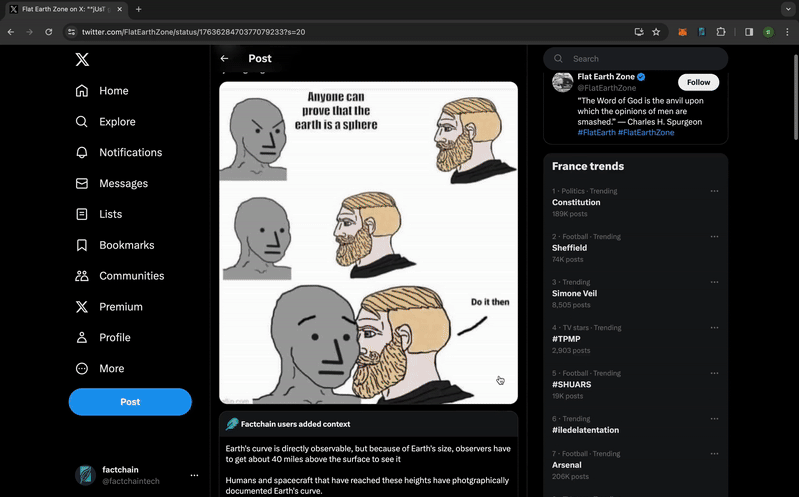 Flat Earth Zone on X: "“jUsT
twitter.com/FlatEarthZone/status/1763628470377079233?s=20
Home
Explore
Notifications
Messages
Lists
Bookmarks
Communities
Premium
Profile
More
Post
factchain
@factchaintech
Post
Anyone can
prove that the
earth is a sphere
Do it then
Factchain users added context
Earth's curve is directly observable, but because of Earth's size, observers have
to get about 40 miles above the surface to see it
Humans and spacecraft that have reached these heights have photgraphically
documented Earth's curve.
Search
Flat Earth Zone
@FlatEarthZone
Follow
“The Word of God is the anvil upon
which the opinions of men are
smashed.” — Charles H. Spurgeon
#FlatEarth #FlatEarthZone
France trends
1 · Politics · Trending
Constitution
189K posts
2 · Football · Trending
Sheffield
74K posts
3 · Trending
Simone Veil
8,505 posts
4 · TV stars · Trending
#TPMP
2,903 posts
5 · Football · Trending
#SHUARS
19K posts
6 · Trending
#iledelatentation
7 · Football · Trending
Arsenal
206K posts